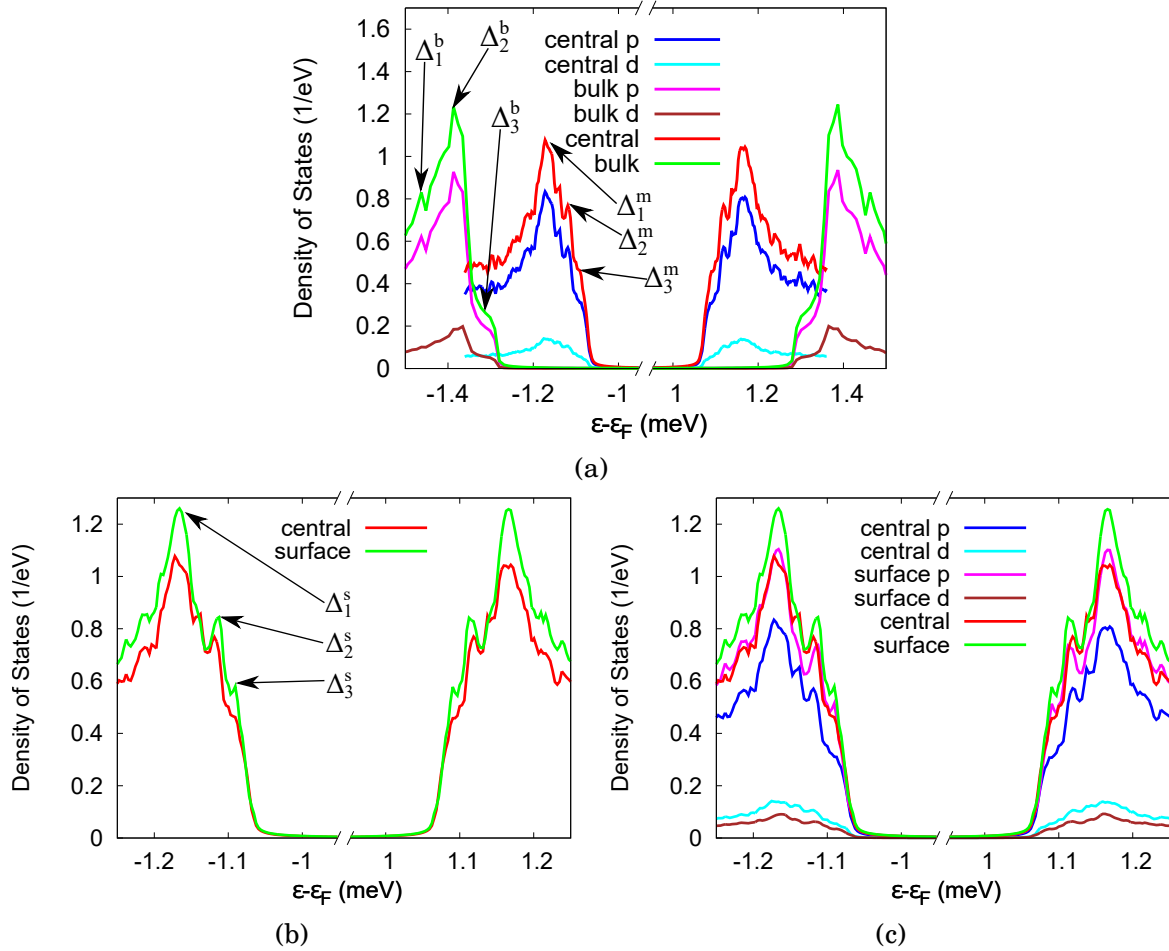 Density of States (1/eV)
1.6
1.4
1.2
1
0.8
0.6
0.4
0.2
0
Δ₁ᵇ
Δ₂ᵇ
Δ₃ᵇ
Δ₁ᵐ
Δ₂ᵐ
Δ₃ᵐ
central p
central d
bulk p
bulk d
central
bulk
-1.4 -1.2 -1 1 1.2 1.4
ε-ε_F (meV)
(a)
Density of States (1/eV)
1.2
1
0.8
0.6
0.4
0.2
0
central
surface
Δ₁ˢ
Δ₂ˢ
Δ₃ˢ
-1.2 -1.1 -1 1 1.1 1.2
ε-ε_F (meV)
(b)
Density of States (1/eV)
1.2
1
0.8
0.6
0.4
0.2
0
central p
central d
surface p
surface d
central
surface
-1.2 -1.1 -1 1 1.1 1.2
ε-ε_F (meV)
(c)